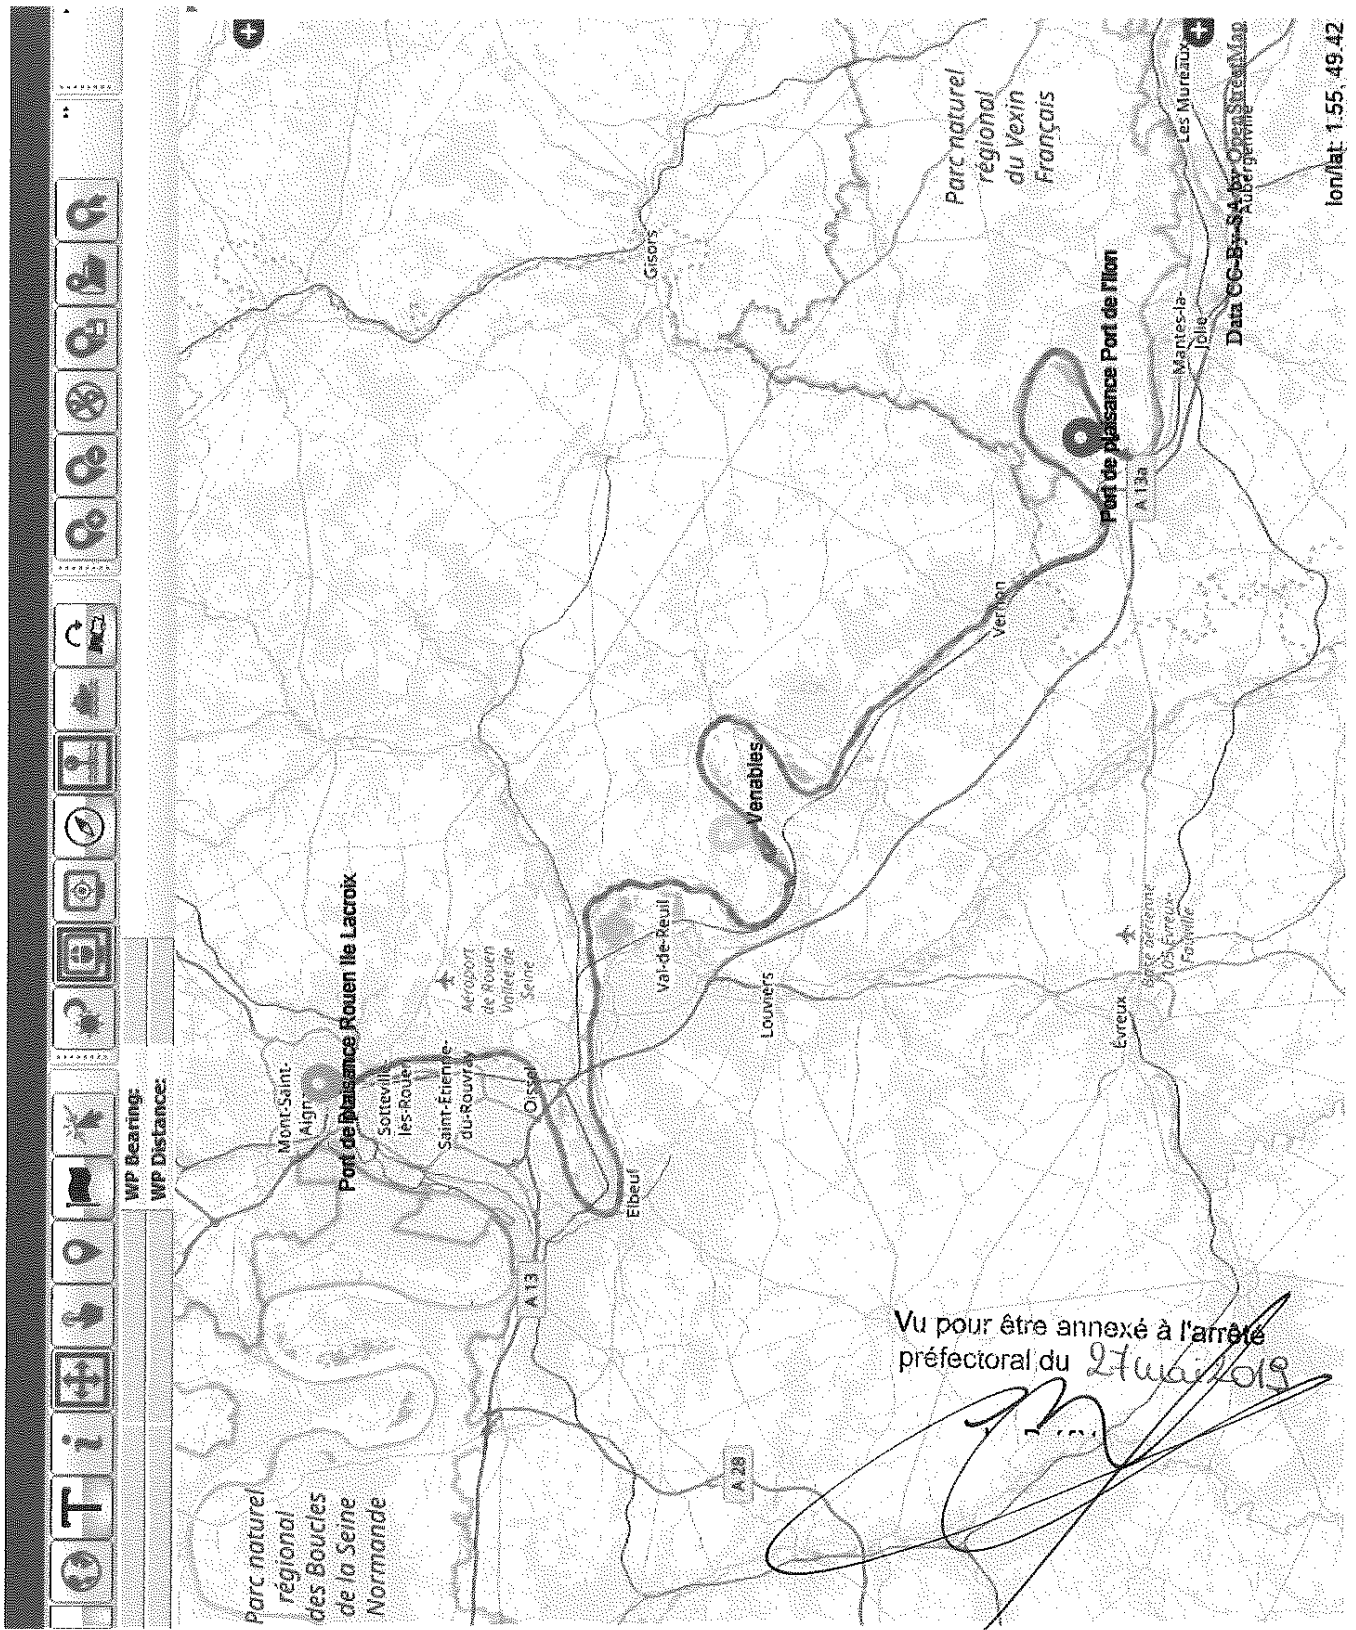 WP Bearing:
WP Distance:
Parc naturel
régional
des Boucles
de la Seine
Normande
A 28
A 13
Elbeuf
Mont-Saint-
Aign
Port de plaisance Rouen Ile Lacroix
Sotteville-
les-Rouen
Saint-Étienne-
du-Rouvray
Oissel
Aéroport
de Rouen
Vallée de
Seine
Val-de-Reuil
Louviers
Évreux
Base aérienne
105 Évreux-
Fauville
Venables
Vernon
Gisors
Parc naturel
régional
du Vexin
Français
Port de plaisance Port de l'Ilon
A 13a
Mantes-la-
Jolie
Les Mureaux
Aubergenville
Data CC-By-SA by OpenStreetMap
lon/lat: 1.55, 49.42
Vu pour être annexé à l'arrêté
préfectoral du 27 mai 2019